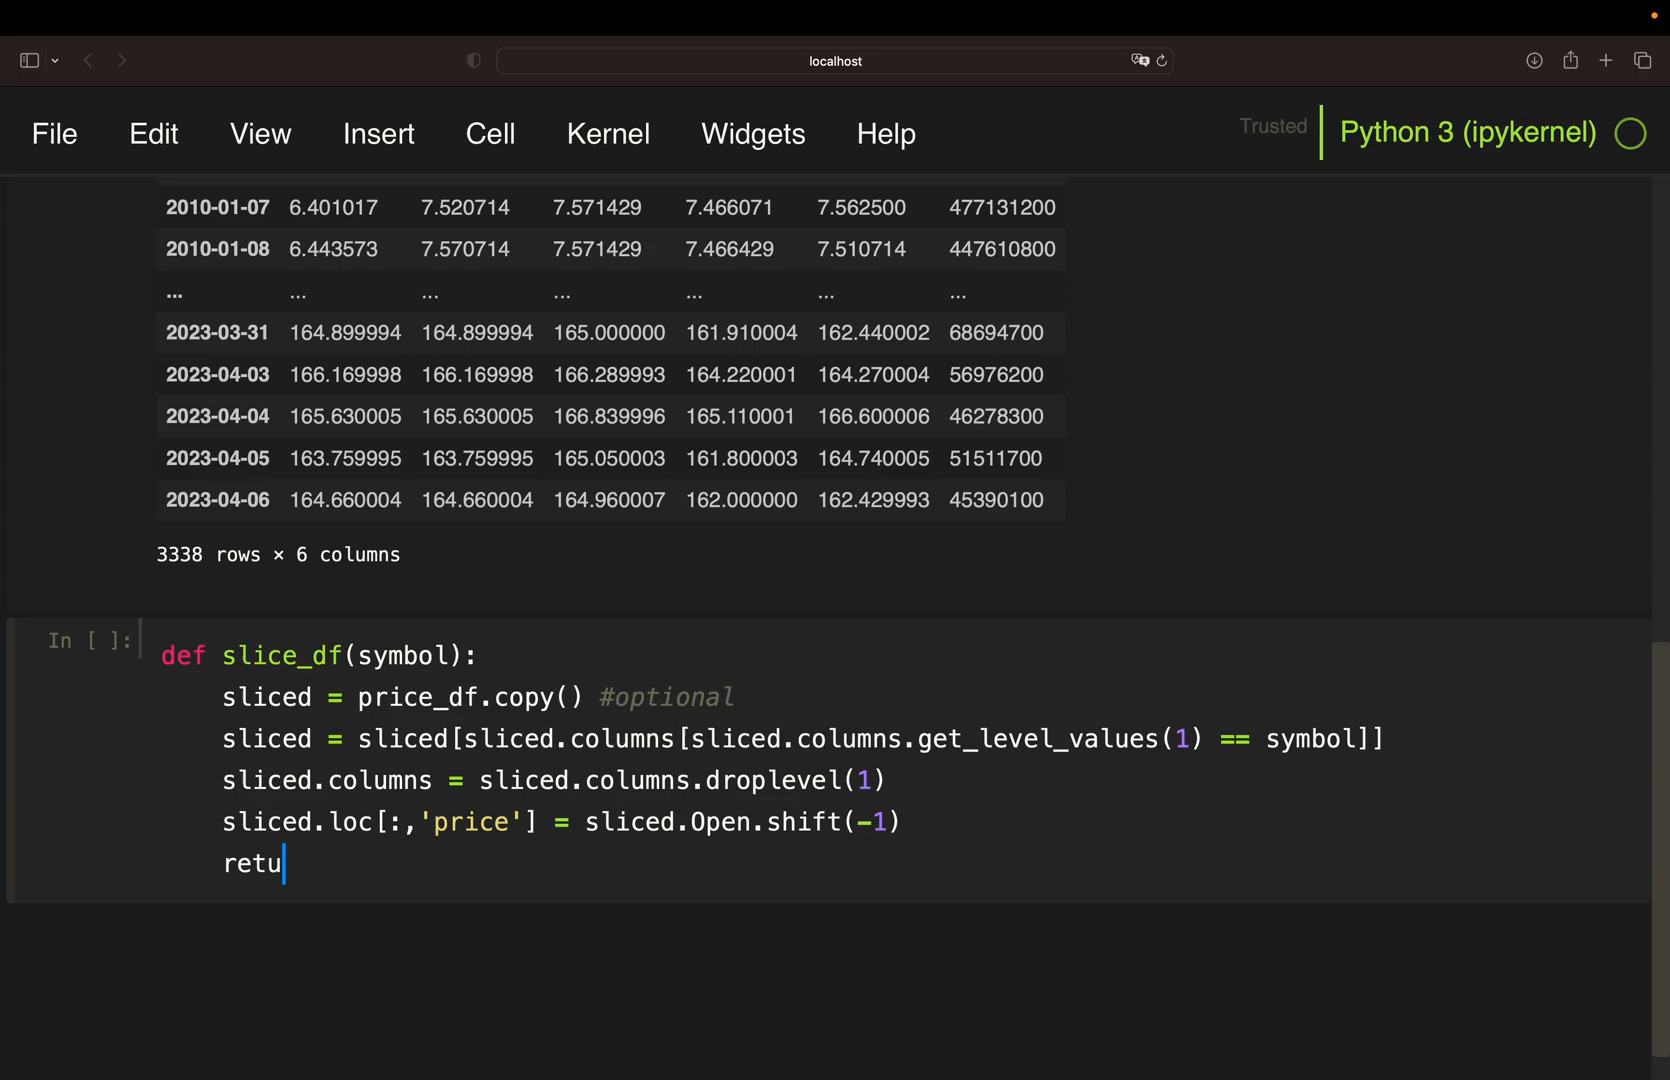 localhost
File Edit View Insert Cell Kernel Widgets Help Trusted Python 3 (ipykernel)
2010-01-07 6.401017 7.520714 7.571429 7.466071 7.562500 477131200
2010-01-08 6.443573 7.570714 7.571429 7.466429 7.510714 447610800
... ... ... ... ... ... ...
2023-03-31 164.899994 164.899994 165.000000 161.910004 162.440002 68694700
2023-04-03 166.169998 166.169998 166.289993 164.220001 164.270004 56976200
2023-04-04 165.630005 165.630005 166.839996 165.110001 166.600006 46278300
2023-04-05 163.759995 163.759995 165.050003 161.800003 164.740005 51511700
2023-04-06 164.660004 164.660004 164.960007 162.000000 162.429993 45390100
3338 rows × 6 columns
In [ ]: def slice_df(symbol):
sliced = price_df.copy() #optional
sliced = sliced[sliced.columns[sliced.columns.get_level_values(1) == symbol]]
sliced.columns = sliced.columns.droplevel(1)
sliced.loc[:,'price'] = sliced.Open.shift(-1)
retu